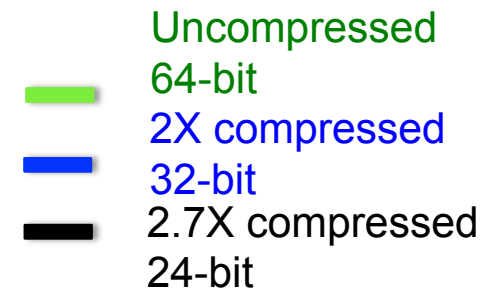 Uncompressed
64-bit
2X compressed
32-bit
2.7X compressed
24-bit